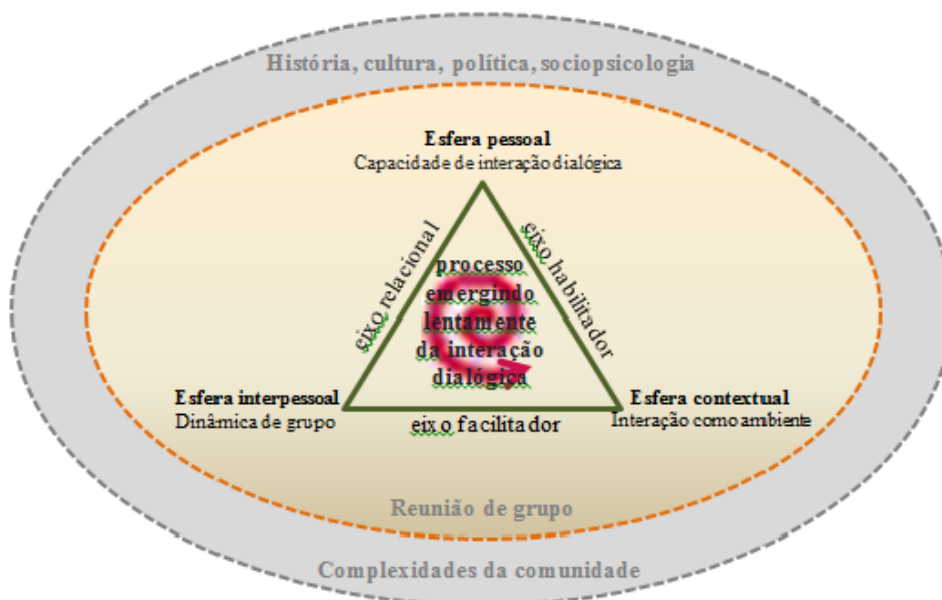 História, cultura, política, sociopsicologia
Esfera pessoal
Capacidade de interação dialógica
eixo relacional
eixo habilitador
processo
emergindo
lentamente
da interação
dialógica
Esfera interpessoal
Dinâmica de grupo
eixo facilitador
Esfera contextual
Interação como ambiente
Reunião de grupo
Complexidades da comunidade